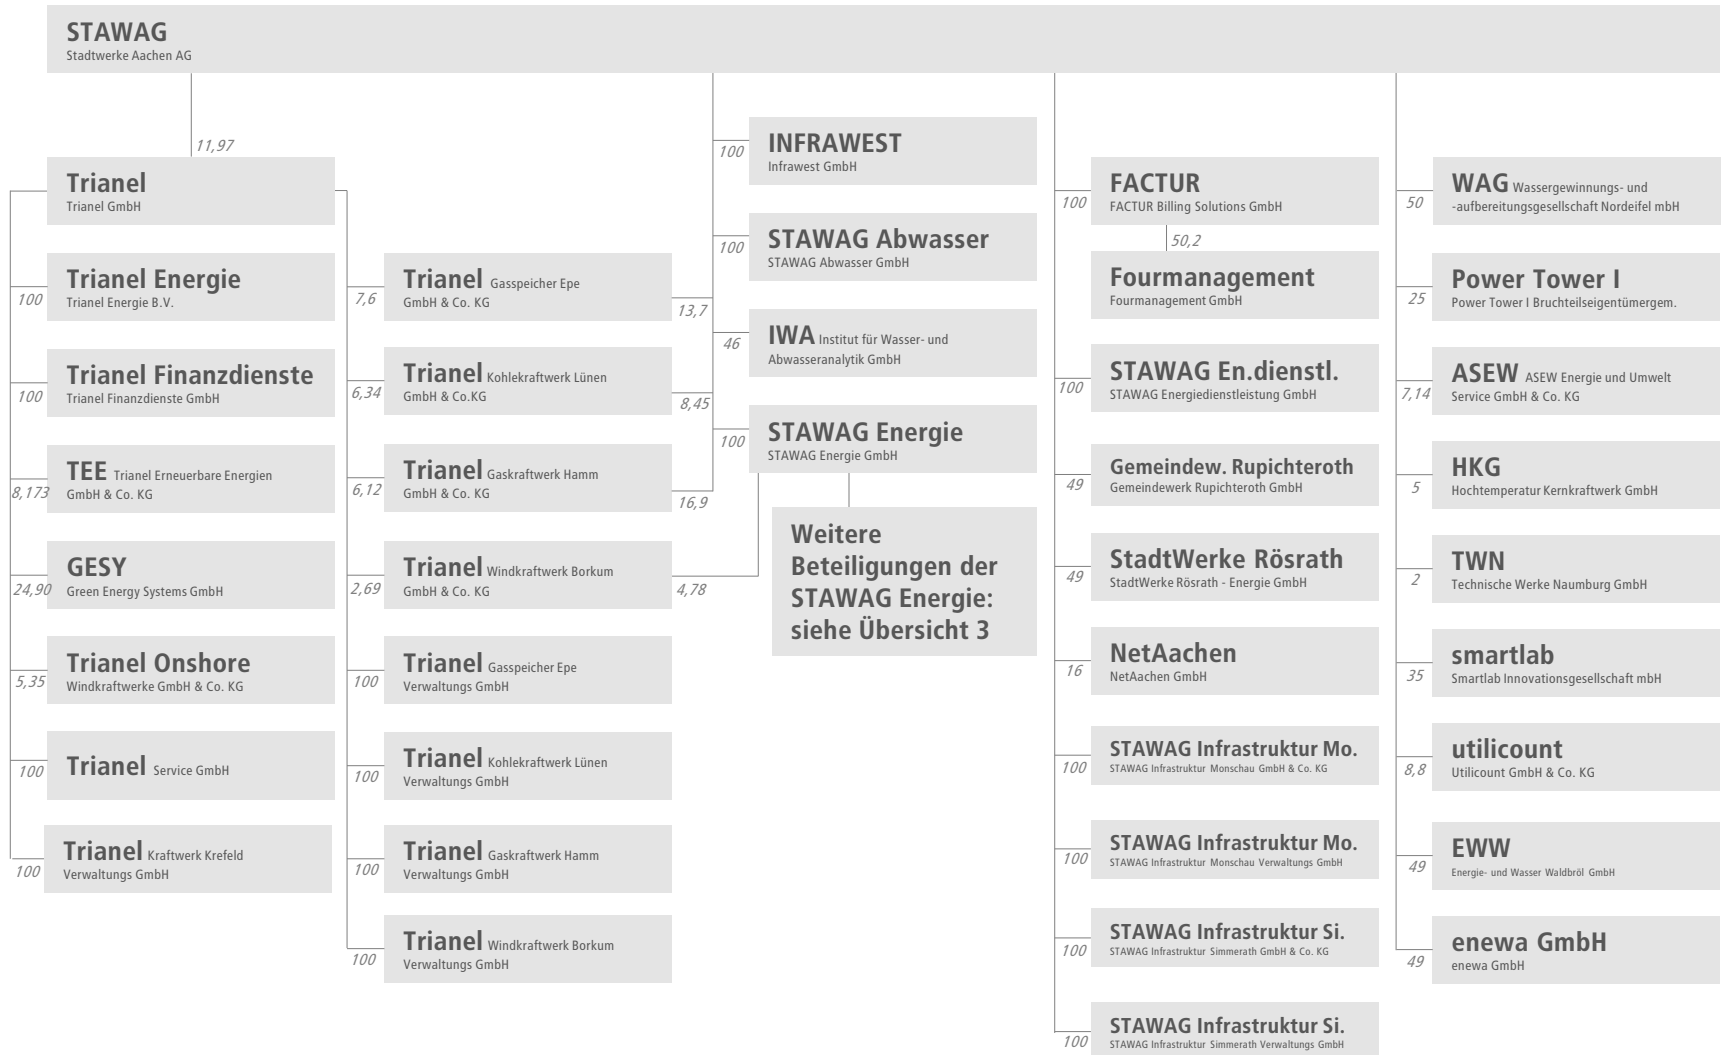 STAWAG
Stadtwerke Aachen AG
11,97
Trianel
Trianel GmbH
100
Trianel Energie
Trianel Energie B.V.
100
Trianel Finanzdienste
Trianel Finanzdienste GmbH
8,173
TEE Trianel Erneuerbare Energien
GmbH & Co. KG
24,90
GESY
Green Energy Systems GmbH
5,35
Trianel Onshore
Windkraftwerke GmbH & Co. KG
100
Trianel Service GmbH
100
Trianel Kraftwerk Krefeld
Verwaltungs GmbH
7,6
Trianel Gasspeicher Epe
GmbH & Co. KG
13,7
6,34
Trianel Kohlekraftwerk Lünen
GmbH & Co.KG
8,45
6,12
Trianel Gaskraftwerk Hamm
GmbH & Co. KG
16,9
2,69
Trianel Windkraftwerk Borkum
GmbH & Co. KG
4,78
100
Trianel Gasspeicher Epe
Verwaltungs GmbH
100
Trianel Kohlekraftwerk Lünen
Verwaltungs GmbH
100
Trianel Gaskraftwerk Hamm
Verwaltungs GmbH
100
Trianel Windkraftwerk Borkum
Verwaltungs GmbH
100
INFRAWEST
Infrawest GmbH
100
STAWAG Abwasser
STAWAG Abwasser GmbH
46
IWA Institut für Wasser- und
Abwasseranalytik GmbH
100
STAWAG Energie
STAWAG Energie GmbH
Weitere
Beteiligungen der
STAWAG Energie:
siehe Übersicht 3
100
FACTUR
FACTUR Billing Solutions GmbH
50,2
Fourmanagement
Fourmanagement GmbH
100
STAWAG En.dienstl.
STAWAG Energiedienstleistung GmbH
49
Gemeindew. Rupichteroth
Gemeindewerk Rupichteroth GmbH
49
StadtWerke Rösrath
StadtWerke Rösrath - Energie GmbH
16
NetAachen
NetAachen GmbH
100
STAWAG Infrastruktur Mo.
STAWAG Infrastruktur Monschau GmbH & Co. KG
100
STAWAG Infrastruktur Mo.
STAWAG Infrastruktur Monschau Verwaltungs GmbH
100
STAWAG Infrastruktur Si.
STAWAG Infrastruktur Simmerath GmbH & Co. KG
100
STAWAG Infrastruktur Si.
STAWAG Infrastruktur Simmerath Verwaltungs GmbH
50
WAG Wassergewinnungs- und
-aufbereitungsgesellschaft Nordeifel mbH
25
Power Tower I
Power Tower I Bruchteilseigentümergem.
7,14
ASEW ASEW Energie und Umwelt
Service GmbH & Co. KG
5
HKG
Hochtemperatur Kernkraftwerk GmbH
2
TWN
Technische Werke Naumburg GmbH
35
smartlab
Smartlab Innovationsgesellschaft mbH
8,8
utilicount
Utilicount GmbH & Co. KG
49
EWW
Energie- und Wasser Waldbröl GmbH
49
enewa GmbH
enewa GmbH